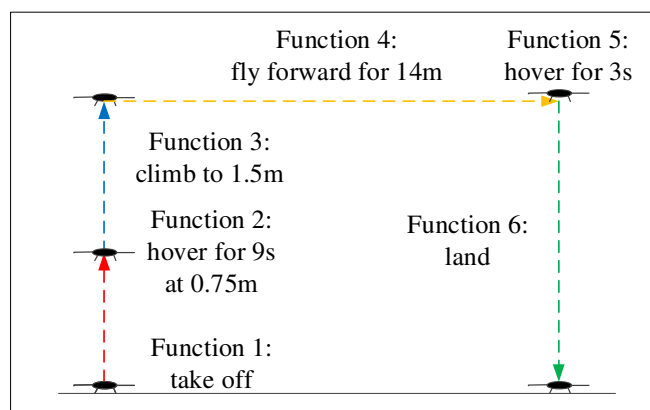 Function 4:
fly forward for 14m
Function 5:
hover for 3s
Function 3:
climb to 1.5m
Function 2:
hover for 9s
at 0.75m
Function 6:
land
Function 1:
take off